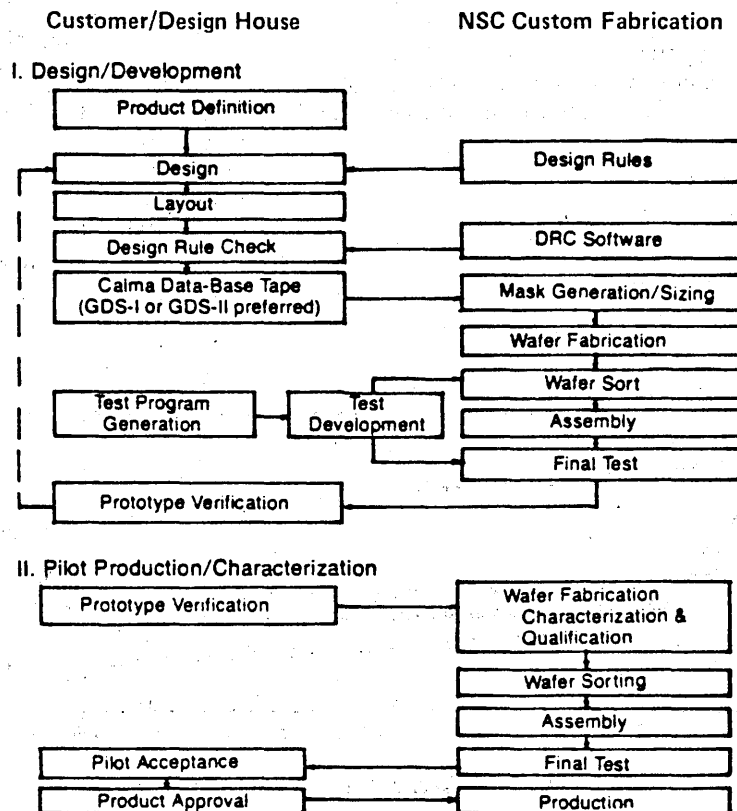 Customer/Design House
NSC Custom Fabrication
I. Design/Development
Product Definition
Design
Design Rules
Layout
Design Rule Check
DRC Software
Calma Data-Base Tape
(GDS-I or GDS-II preferred)
Mask Generation/Sizing
Wafer Fabrication
Wafer Sort
Test Program
Generation
Test
Development
Assembly
Final Test
Prototype Verification
II. Pilot Production/Characterization
Prototype Verification
Wafer Fabrication
Characterization &
Qualification
Wafer Sorting
Assembly
Pilot Acceptance
Final Test
Product Approval
Production